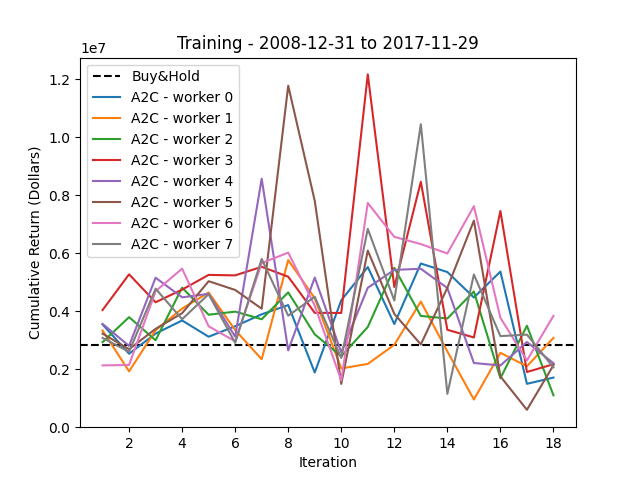 Training - 2008-12-31 to 2017-11-29
1e7
Buy&Hold
A2C - worker 0
A2C - worker 1
A2C - worker 2
A2C - worker 3
A2C - worker 4
A2C - worker 5
A2C - worker 6
A2C - worker 7
1.2
1.0
0.8
0.6
0.4
0.2
0.0
Cumulative Return (Dollars)
2 4 6 8 10 12 14 16 18
Iteration